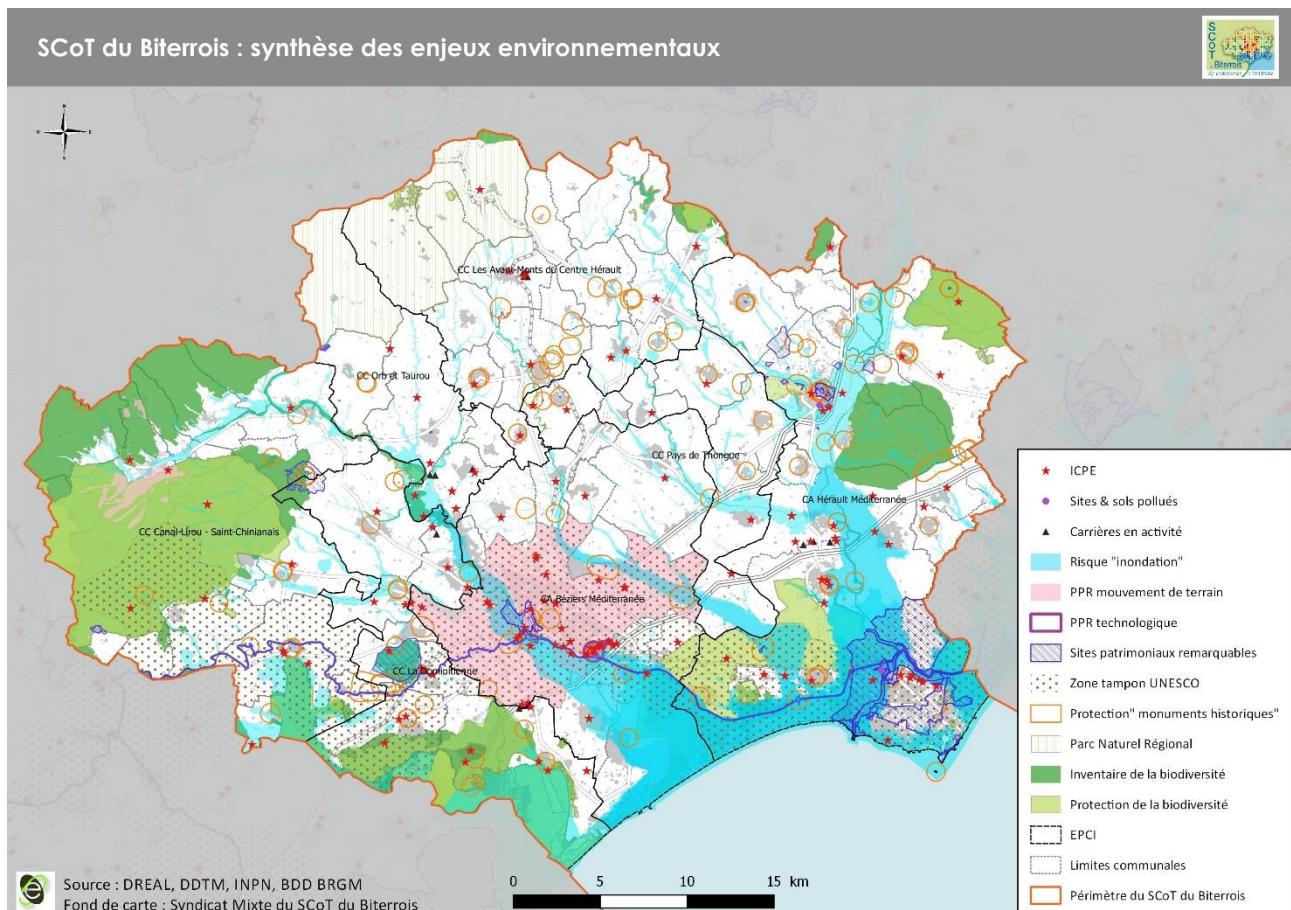 SCoT du Biterrois : synthèse des enjeux environnementaux
SCoT
Biterrois
N
O
E
S
CC Les Avant-Monts du Centre Hérault
CC Orb et Taurou
CC Pays de Thongue
CA Hérault Méditerranée
CC Canal-Lirou - Saint-Chinianais
CA Béziers Méditerranée
CC La Domitienne
ICPE
Sites & sols pollués
Carrières en activité
Risque "inondation"
PPR mouvement de terrain
PPR technologique
Sites patrimoniaux remarquables
Zone tampon UNESCO
Protection" monuments historiques"
Parc Naturel Régional
Inventaire de la biodiversité
Protection de la biodiversité
EPCI
Limites communales
Périmètre du SCoT du Biterrois
Source : DREAL, DDTM, INPN, BDD BRGM
Fond de carte : Syndicat Mixte du SCoT du Biterrois
0 5 10 15 km